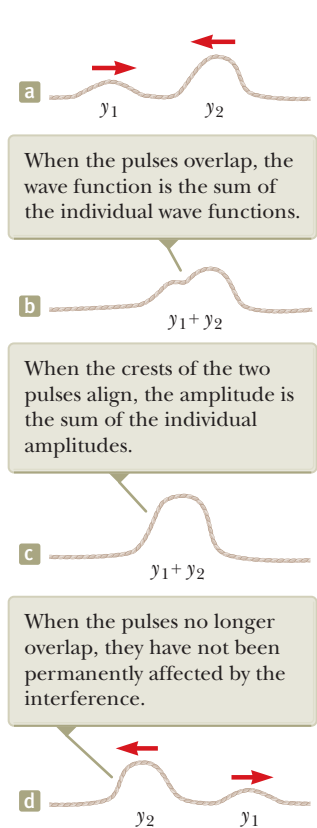 a
y1 y2
When the pulses overlap, the
wave function is the sum of
the individual wave functions.
b
y1 + y2
When the crests of the two
pulses align, the amplitude is
the sum of the individual
amplitudes.
c
y1 + y2
When the pulses no longer
overlap, they have not been
permanently affected by the
interference.
d
y2 y1